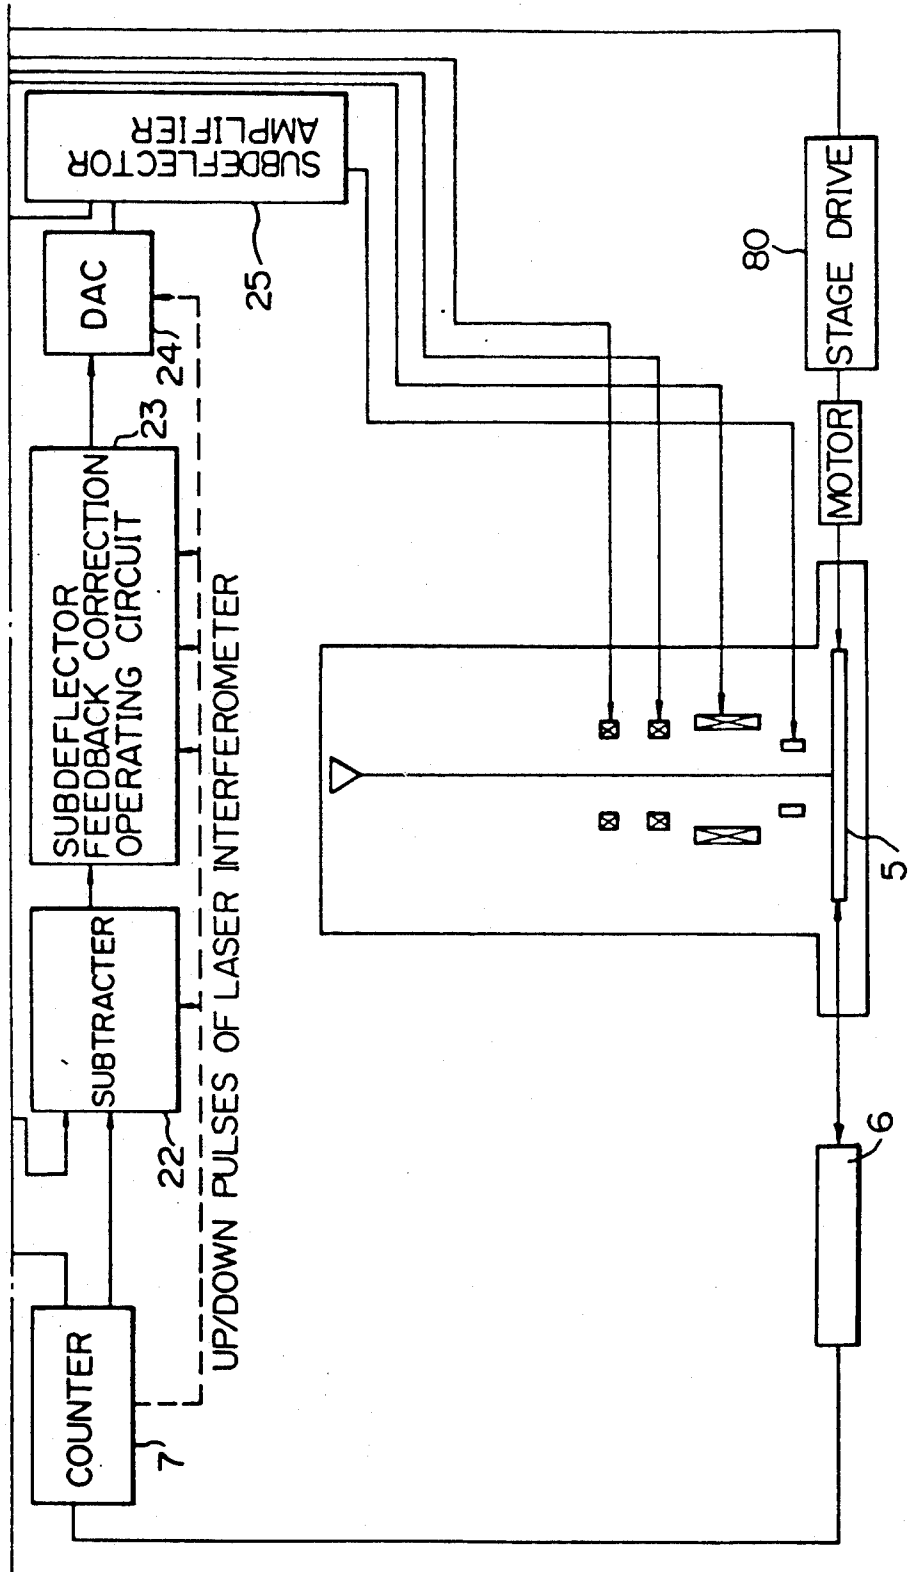 COUNTER
7
SUBTRACTER
22
SUBDEFLECTOR
FEEDBACK CORRECTION
OPERATING CIRCUIT
23
DAC
24
SUBDEFLECTOR
AMPLIFIER
25
UP/DOWN PULSES OF LASER INTERFEROMETER
6
5
MOTOR
STAGE DRIVE
80